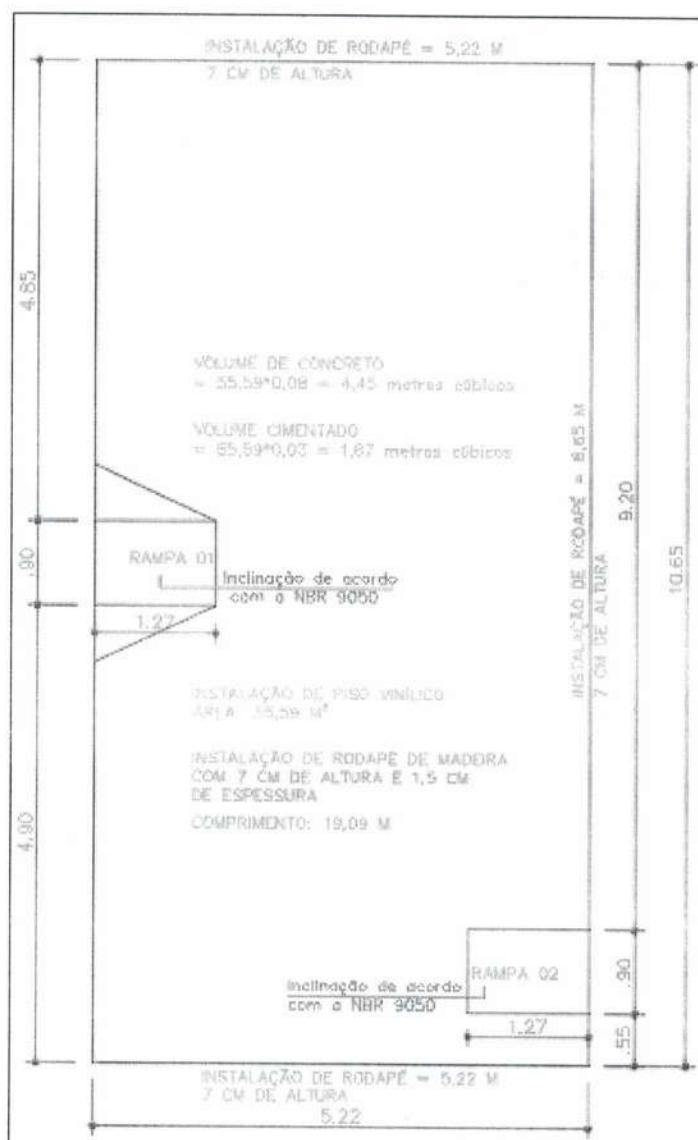 INSTALAÇÃO DE RODAPÉ = 5,22 M
7 CM DE ALTURA
4.85
.90
4.90
VOLUME DE CONCRETO
= 55,59*0,08 = 4,45 metros cúbicos
VOLUME CIMENTADO
= 55,59*0,03 = 1,67 metros cúbicos
RAMPA 01
Inclinação de acordo
com a NBR 9050
1.27
INSTALAÇÃO DE PISO VINÍLICO
ÁREA: 55,59 M²
INSTALAÇÃO DE RODAPÉ DE MADEIRA
COM 7 CM DE ALTURA E 1,5 CM
DE ESPESSURA
COMPRIMENTO: 19,09 M
INSTALAÇÃO DE RODAPÉ = 8,65 M
7 CM DE ALTURA
9.20
10.65
RAMPA 02
Inclinação de acordo
com a NBR 9050
1.27
.90
.55
INSTALAÇÃO DE RODAPÉ = 5,22 M
7 CM DE ALTURA
5.22